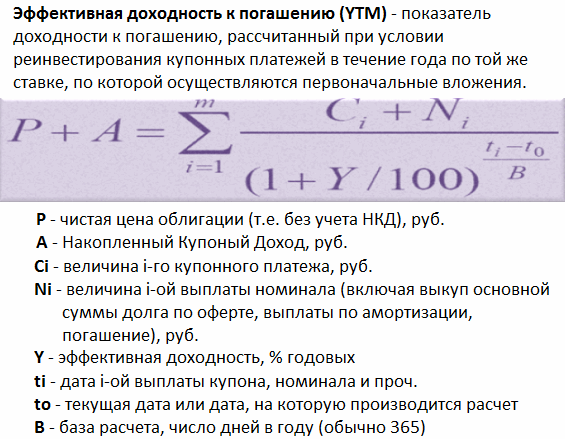 Эффективная доходность к погашению (YTM) - показатель
доходности к погашению, рассчитанный при условии
реинвестирования купонных платежей в течение года по той же
ставке, по которой осуществляются первоначальные вложения.
P + A = \sum_{i=1}^{m} \frac{C_i + N_i}{(1 + Y / 100)^{\frac{t_i - t_0}{B}}}
P - чистая цена облигации (т.е. без учета НКД), руб.
A - Накопленный Купоный Доход, руб.
Ci - величина i-го купонного платежа, руб.
Ni - величина i-ой выплаты номинала (включая выкуп основной
суммы долга по оферте, выплаты по амортизации,
погашение), руб.
Y - эффективная доходность, % годовых
ti - дата i-ой выплаты купона, номинала и проч.
to - текущая дата или дата, на которую производится расчет
B - база расчета, число дней в году (обычно 365)